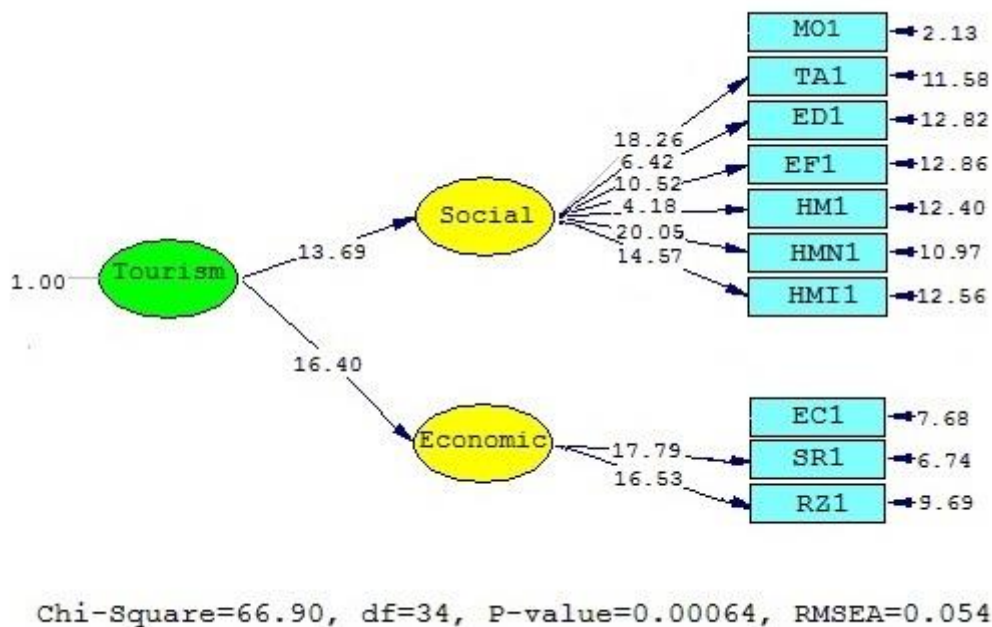 MO1
2.13
TA1
11.58
ED1
12.82
18.26
6.42
EF1
12.86
10.52
Social
4.18
HM1
12.40
20.05
HMN1
10.97
13.69
14.57
Tourism
1.00
HMI1
12.56
16.40
EC1
7.68
Economic
17.79
SR1
6.74
16.53
RZ1
9.69
Chi-Square=66.90, df=34, P-value=0.00064, RMSEA=0.054